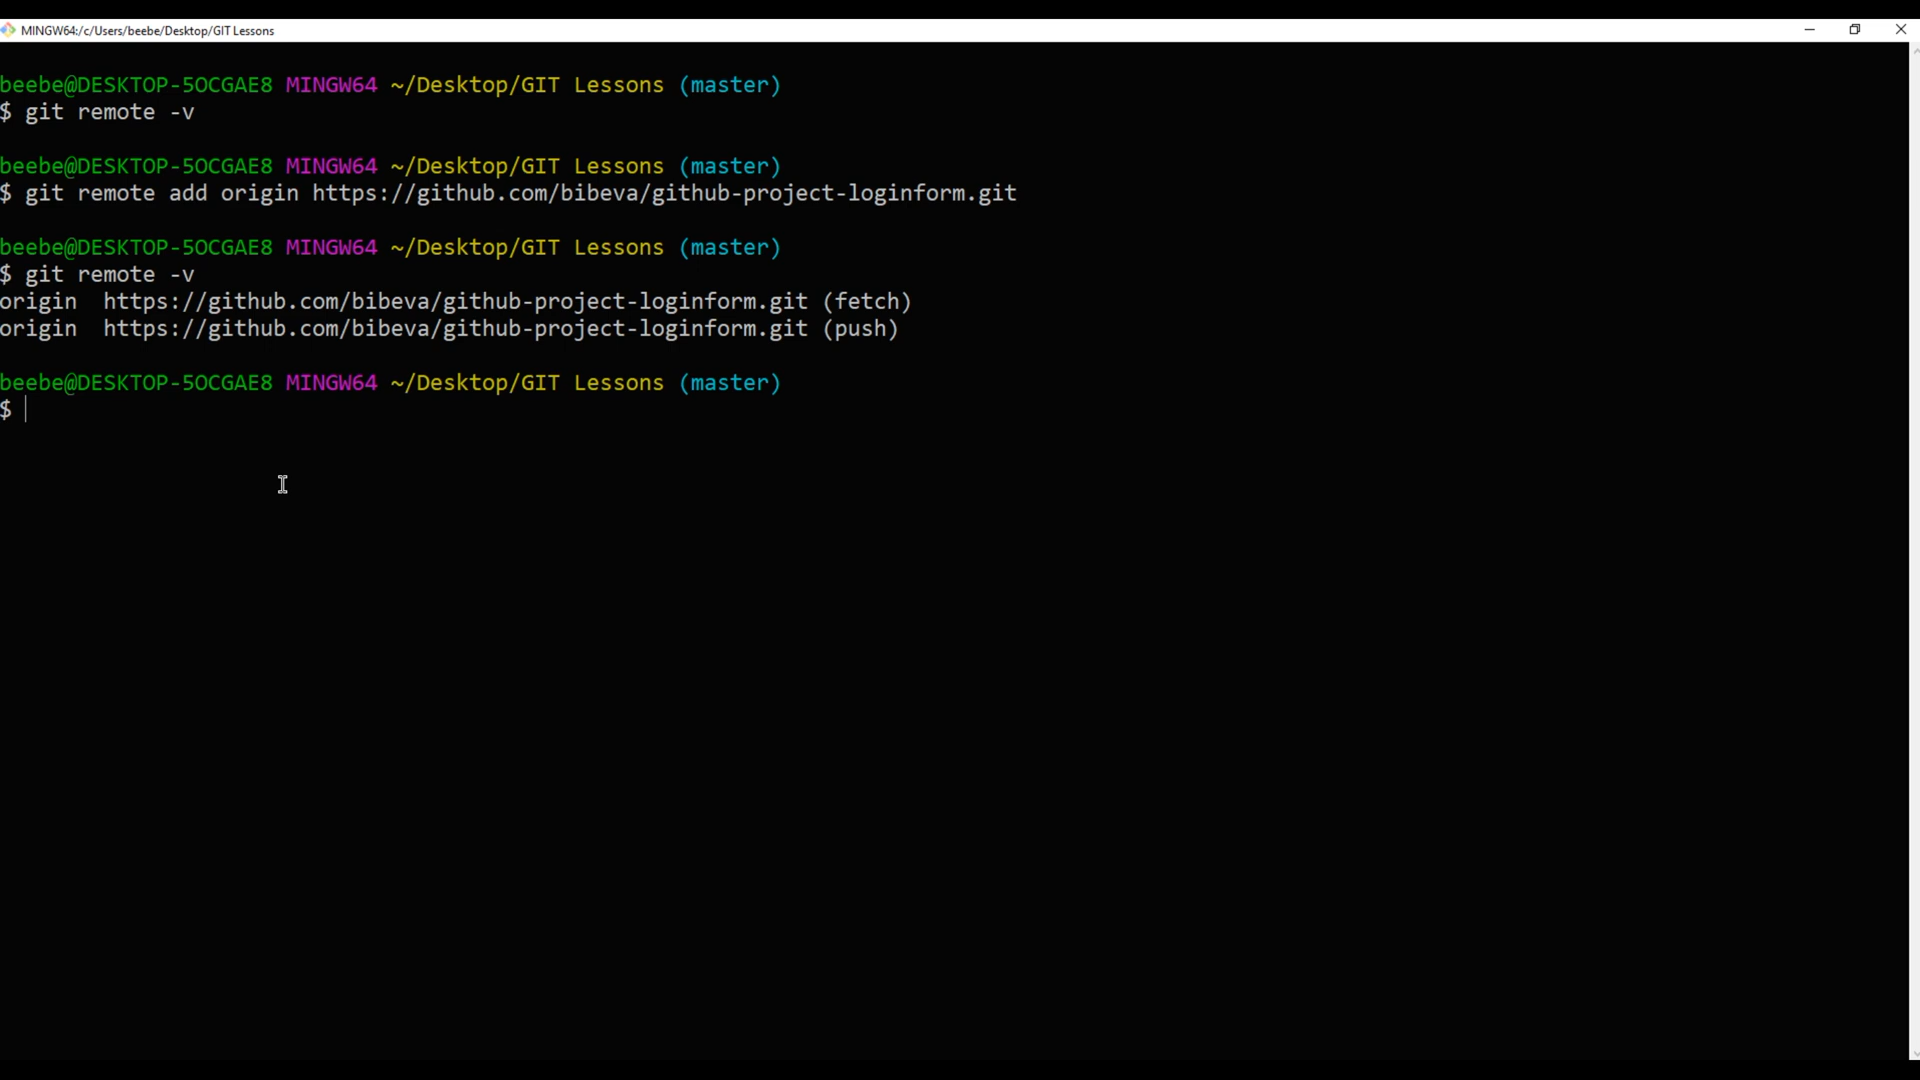 MINGW64:/c/Users/beebe/Desktop/GIT Lessons
beebe@DESKTOP-5OCGAE8 MINGW64 ~/Desktop/GIT Lessons (master)
$ git remote -v
beebe@DESKTOP-5OCGAE8 MINGW64 ~/Desktop/GIT Lessons (master)
$ git remote add origin https://github.com/bibeva/github-project-loginform.git
beebe@DESKTOP-5OCGAE8 MINGW64 ~/Desktop/GIT Lessons (master)
$ git remote -v
origin  https://github.com/bibeva/github-project-loginform.git (fetch)
origin  https://github.com/bibeva/github-project-loginform.git (push)
beebe@DESKTOP-5OCGAE8 MINGW64 ~/Desktop/GIT Lessons (master)
$